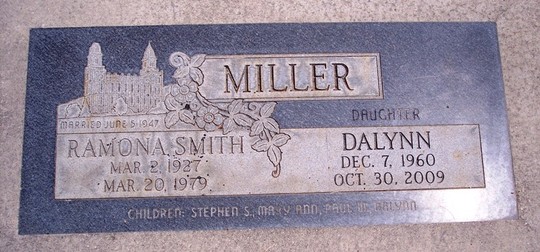 MILLER
MARRIED JUNE 5, 1947
DAUGHTER
RAMONA SMITH
MAR. 2, 1927
MAR. 20, 1979
DALYNN
DEC. 7, 1960
OCT. 30, 2009
CHILDREN: STEPHEN S., MARY ANN, PAUL W. DALYNN